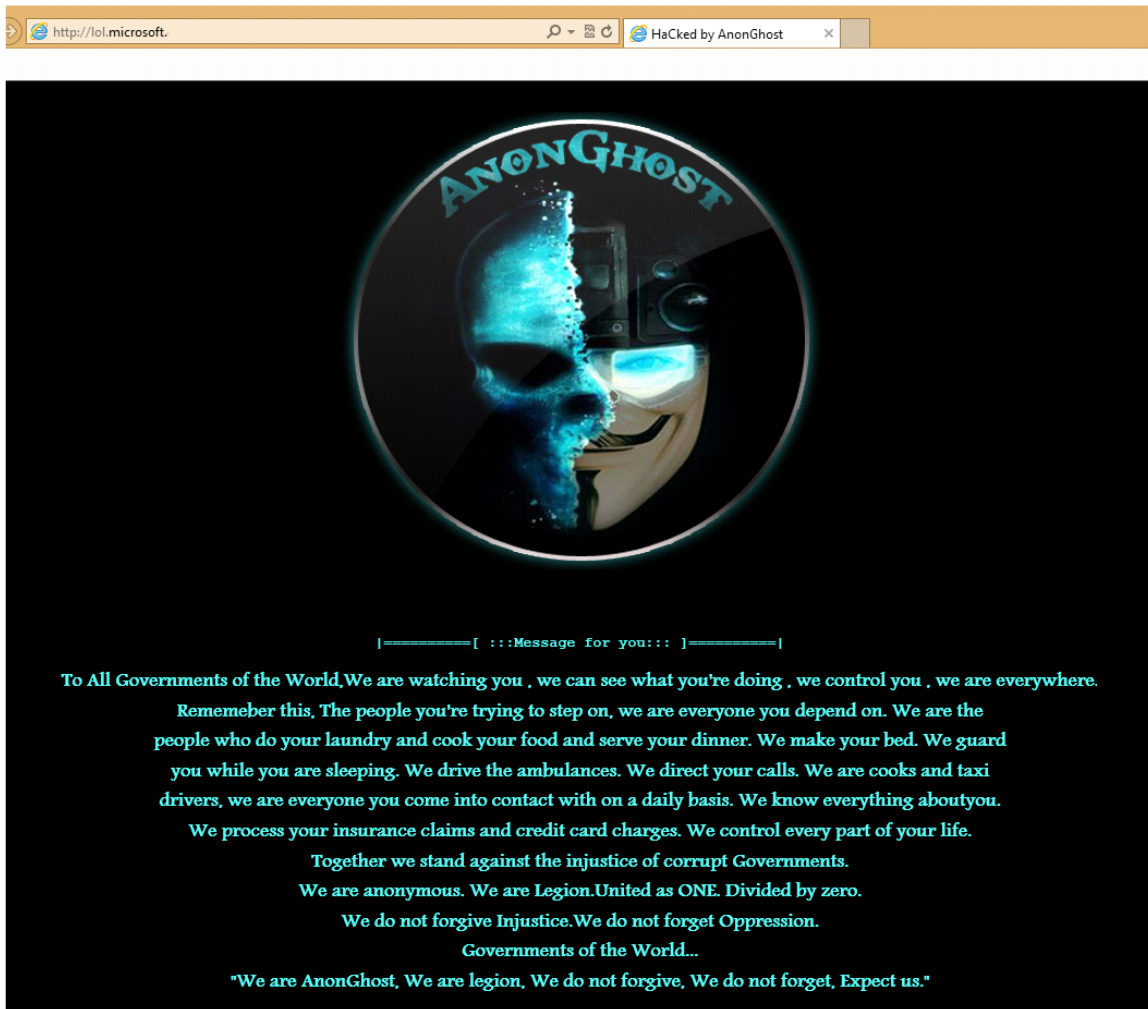 http://lol.microsoft.
HaCked by AnonGhost
ANONGHOST
|==========[ :::Message for you::: ]==========|
To All Governments of the World,We are watching you , we can see what you're doing , we control you , we are everywhere.
Rememeber this, The people you're trying to step on, we are everyone you depend on. We are the
people who do your laundry and cook your food and serve your dinner. We make your bed. We guard
you while you are sleeping. We drive the ambulances. We direct your calls. We are cooks and taxi
drivers, we are everyone you come into contact with on a daily basis. We know everything aboutyou.
We process your insurance claims and credit card charges. We control every part of your life.
Together we stand against the injustice of corrupt Governments.
We are anonymous. We are Legion.United as ONE. Divided by zero.
We do not forgive Injustice.We do not forget Oppression.
Governments of the World...
"We are AnonGhost, We are legion, We do not forgive, We do not forget, Expect us."